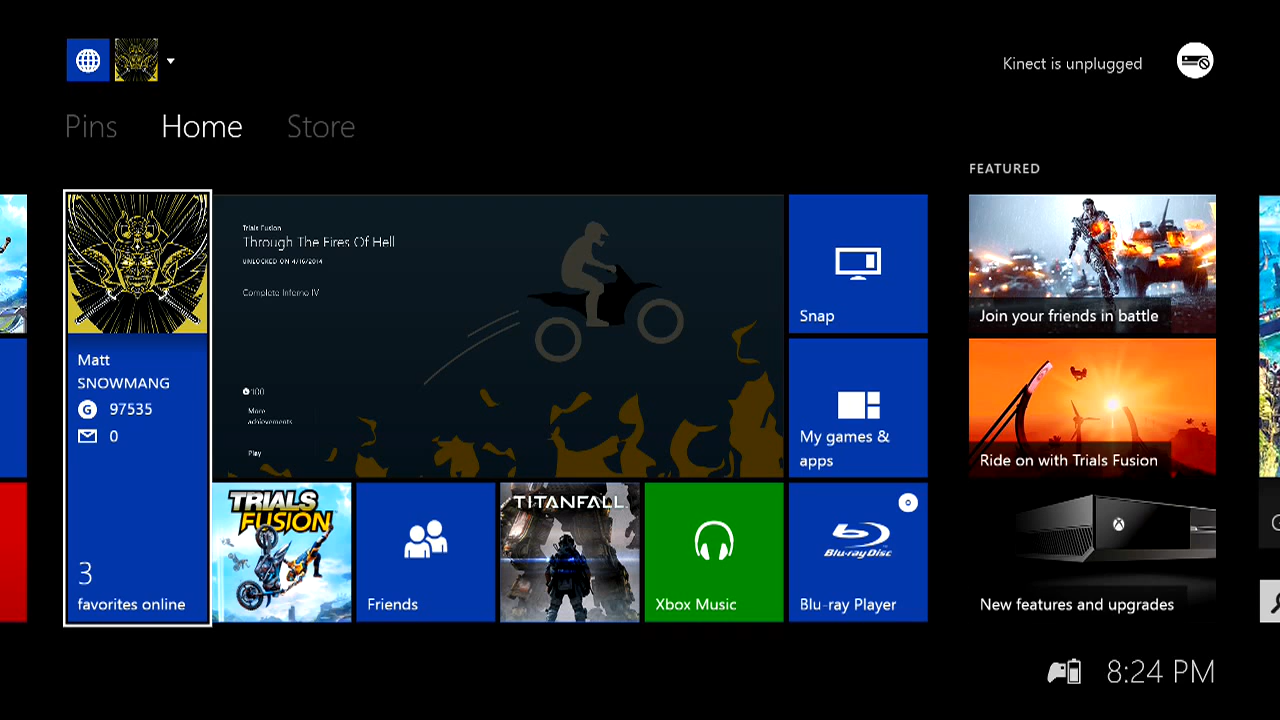 Kinect is unplugged
Pins Home Store
FEATURED
Matt
SNOWMANG
G 97535
0
3
favorites online
Trials Fusion
Through The Fires Of Hell
UNLOCKED ON 4/16/2014
Complete Inferno IV
100
More
achievements
Play
Snap
My games &
apps
TRIALS
FUSION
Friends
TITANFALL
Xbox Music
Blu-ray Disc
Blu-ray Player
Join your friends in battle
Ride on with Trials Fusion
New features and upgrades
8:24 PM